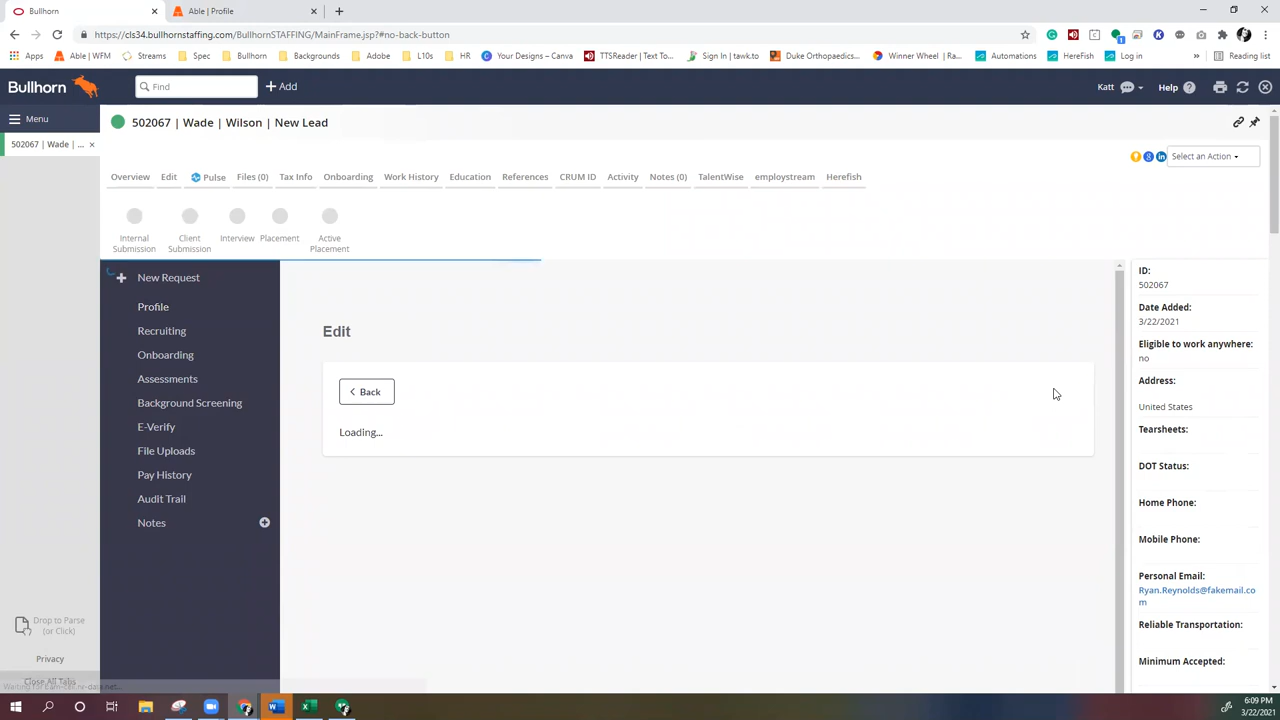 Bullhorn
Able | Profile
https://cls34.bullhornstaffing.com/BullhornSTAFFING/MainFrame.jsp?#no-back-button
Apps
Able | WFM
Streams
Span
Bullhorn
Backgrounds
Adobe
L10s
HR
Your Designs – Canva
TTSReader | Text To...
Sign In | tawk.to
Duke Orthopaedics...
Winner Wheel | Ran...
Automations
HereFish
Log in
»
Reading list
Bullhorn
Find
Add
Katt
Help
Menu
502067 | Wade | Wilson | New Lead
502067 | Wade | ...
Select an Action
Overview
Edit
Pulse
Files (0)
Tax Info
Onboarding
Work History
Education
References
CRUM ID
Activity
Notes (0)
TalentWise
employstream
Herefish
Internal
Submission
Client
Submission
Interview
Placement
Active
Placement
New Request
Profile
Recruiting
Onboarding
Assessments
Background Screening
E-Verify
File Uploads
Pay History
Audit Trail
Notes
Edit
Back
Loading...
ID:
502067
Date Added:
3/22/2021
Eligible to work anywhere:
no
Address:
United States
Tearsheets:
DOT Status:
Home Phone:
Mobile Phone:
Personal Email:
Ryan.Reynolds@fakemail.co
m
Reliable Transportation:
Minimum Accepted:
Drop to Parse
(or Click)
Privacy
Close All Tabs
6:09 PM
3/22/2021